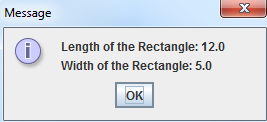 Message
Length of the Rectangle: 12.0
Width of the Rectangle: 5.0
OK